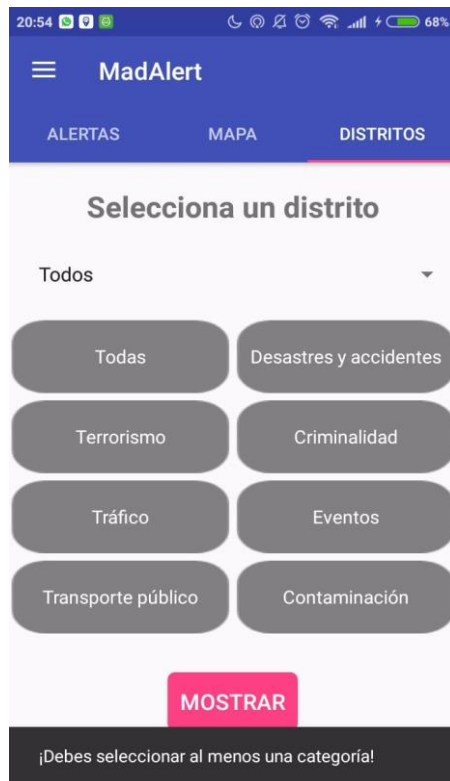 20:54 68%
MadAlert
ALERTAS MAPA DISTRITOS
Selecciona un distrito
Todos
Todas Desastres y accidentes
Terrorismo Criminalidad
Tráfico Eventos
Transporte público Contaminación
MOSTRAR
¡Debes seleccionar al menos una categoría!